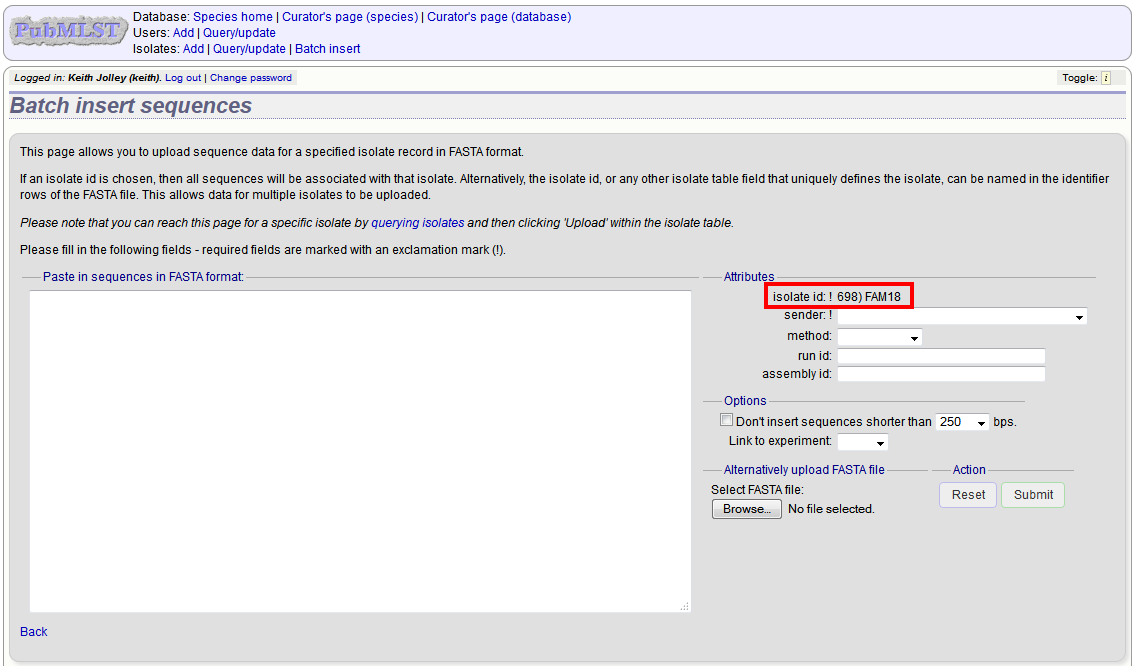 PubMLST
Database: Species home | Curator's page (species) | Curator's page (database)
Users: Add | Query/update
Isolates: Add | Query/update | Batch insert
Logged in: Keith Jolley (keith). Log out | Change password
Toggle: i
Batch insert sequences
This page allows you to upload sequence data for a specified isolate record in FASTA format.
If an isolate id is chosen, then all sequences will be associated with that isolate. Alternatively, the isolate id, or any other isolate table field that uniquely defines the isolate, can be named in the identifier
rows of the FASTA file. This allows data for multiple isolates to be uploaded.
Please note that you can reach this page for a specific isolate by querying isolates and then clicking 'Upload' within the isolate table.
Please fill in the following fields - required fields are marked with an exclamation mark (!).
Paste in sequences in FASTA format:
Attributes
isolate id: ! 698) FAM18
sender: !
method:
run id:
assembly id:
Options
Don't insert sequences shorter than 250 bps.
Link to experiment:
Alternatively upload FASTA file
Select FASTA file:
Browse... No file selected.
Action
Reset Submit
Back